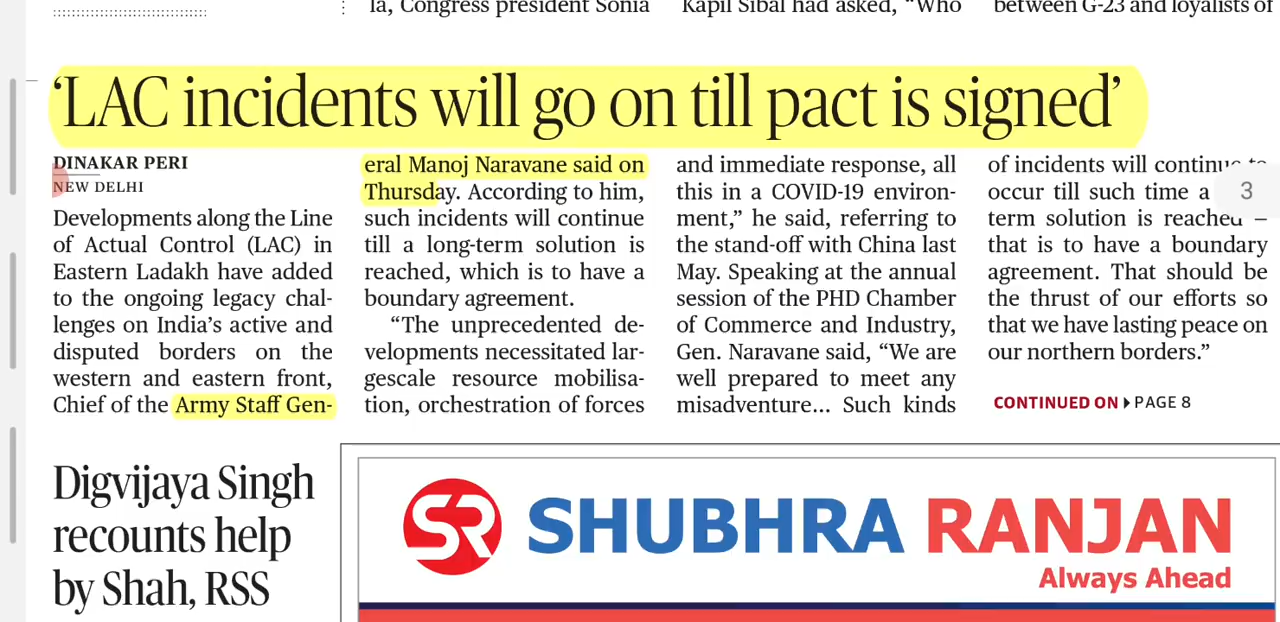 la, Congress president Sonia
Kapil Sibal had asked, “Who
between G-23 and loyalists of
‘LAC incidents will go on till pact is signed’
DINAKAR PERI
NEW DELHI
Developments along the Line
of Actual Control (LAC) in
Eastern Ladakh have added
to the ongoing legacy chal-
lenges on India’s active and
disputed borders on the
western and eastern front,
Chief of the Army Staff Gen-
eral Manoj Naravane said on
Thursday. According to him,
such incidents will continue
till a long-term solution is
reached, which is to have a
boundary agreement.
“The unprecedented de-
velopments necessitated lar-
gescale resource mobilisa-
tion, orchestration of forces
and immediate response, all
this in a COVID-19 environ-
ment,” he said, referring to
the stand-off with China last
May. Speaking at the annual
session of the PHD Chamber
of Commerce and Industry,
Gen. Naravane said, “We are
well prepared to meet any
misadventure... Such kinds
of incidents will continue to
occur till such time a
term solution is reached –
that is to have a boundary
agreement. That should be
the thrust of our efforts so
that we have lasting peace on
our northern borders.”
CONTINUED ON PAGE 8
3
Digvijaya Singh
recounts help
by Shah, RSS
SR
SHUBHRA RANJAN
Always Ahead